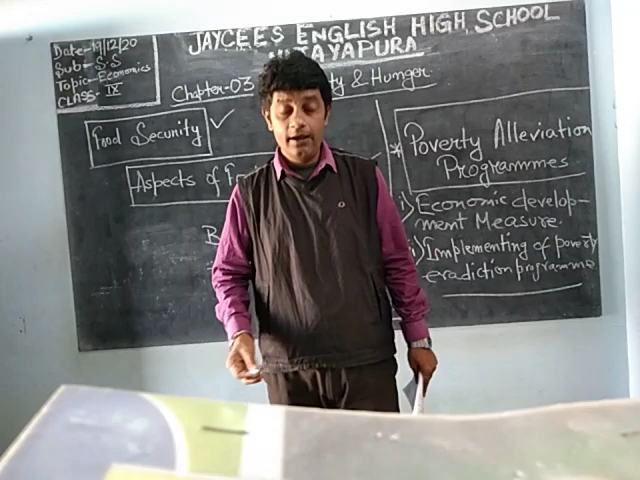 JAYCEES ENGLISH HIGH SCHOOL
Date- 19/12/20
Sub- S.S
Topic- Economics
CLASS- IX
Chapter-03
& Hunger
Food Security
Aspects of
B
* Poverty Alleviation
Programmes
i) Economic develop-
ment Measure.
i) Implementing of poverty
eradiction programme